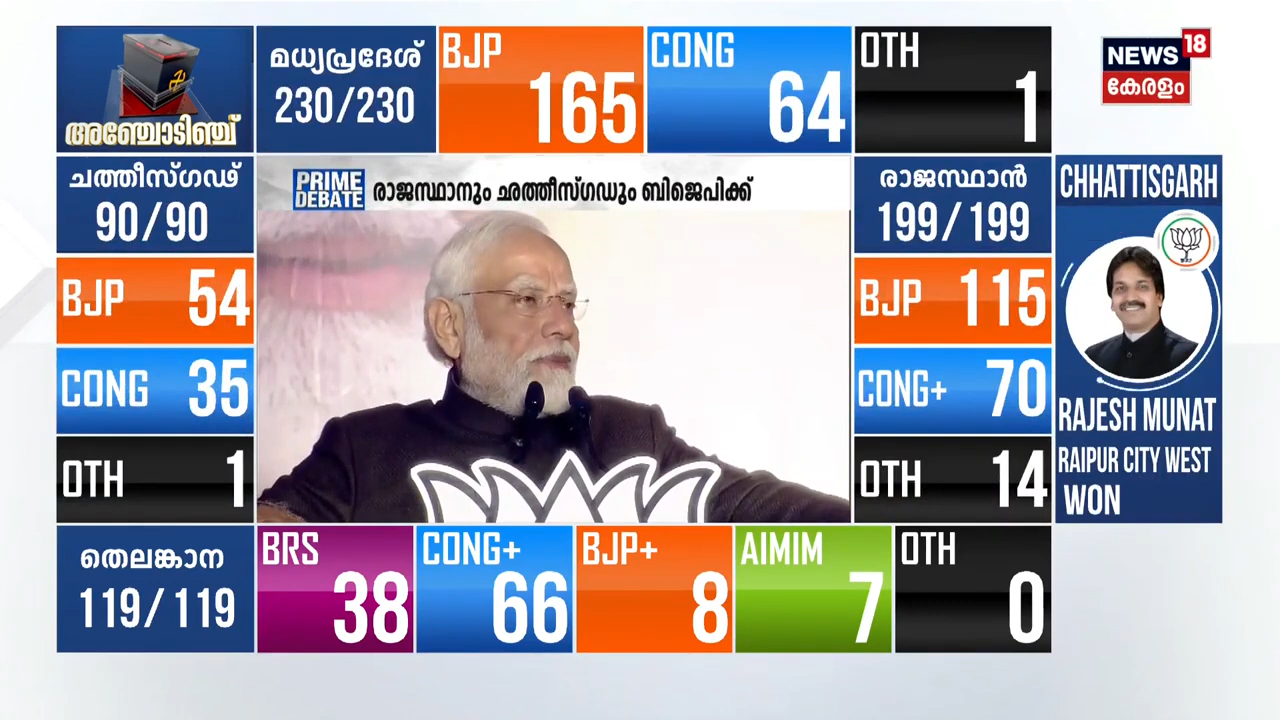 അഞ്ചോടിഞ്ച്
മധ്യപ്രദേശ്
230/230
BJP
165
CONG
64
OTH
1
NEWS 18
കേരളം
ചത്തീസ്ഗഢ്
90/90
BJP 54
CONG 35
OTH 1
PRIME
DEBATE
രാജസ്ഥാനും ഛത്തീസ്ഗഡും ബിജെപിക്ക്
രാജസ്ഥാൻ
199/199
BJP 115
CONG+ 70
OTH 14
CHHATTISGARH
RAJESH MUNAT
RAIPUR CITY WEST
WON
തെലങ്കാന
119/119
BRS
38
CONG+
66
BJP+
8
AIMIM
7
OTH
0